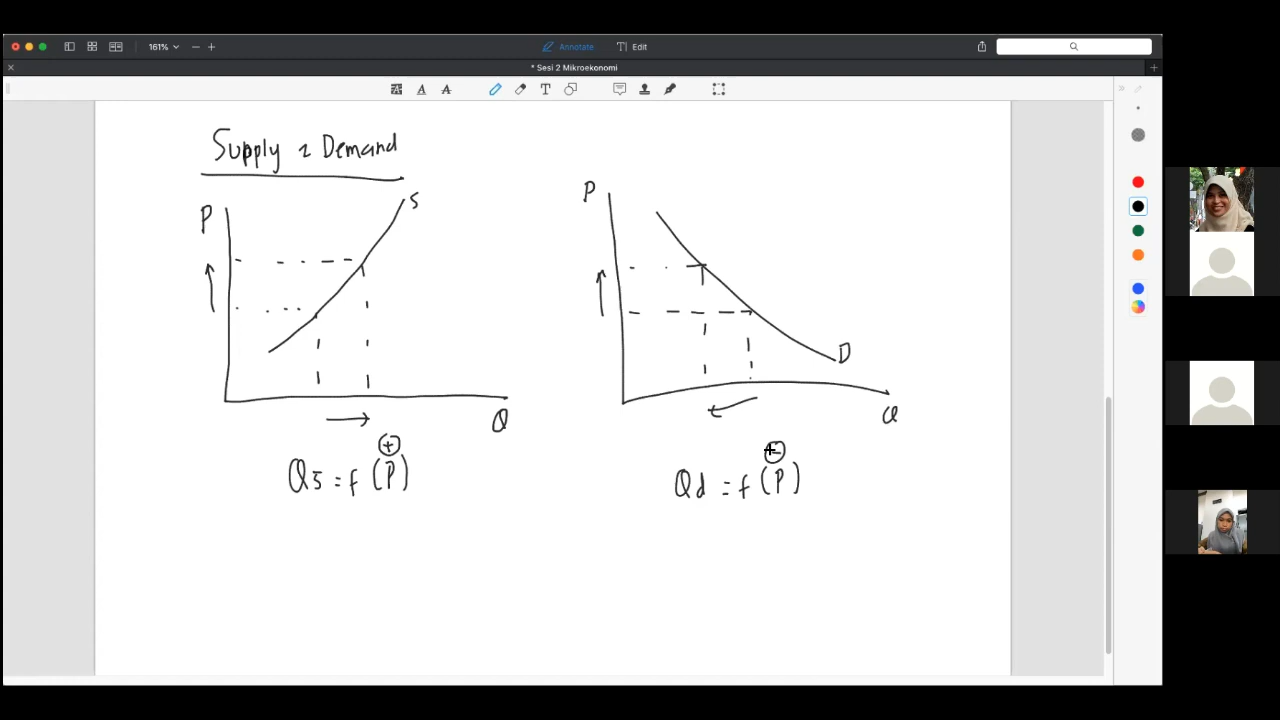 161%
Annotate
Edit
* Sesi 2 Mikroekonomi
Supply & Demand
P
S
Q
Qs = f (P)
+
P
D
Q
Qd = f (P)
−